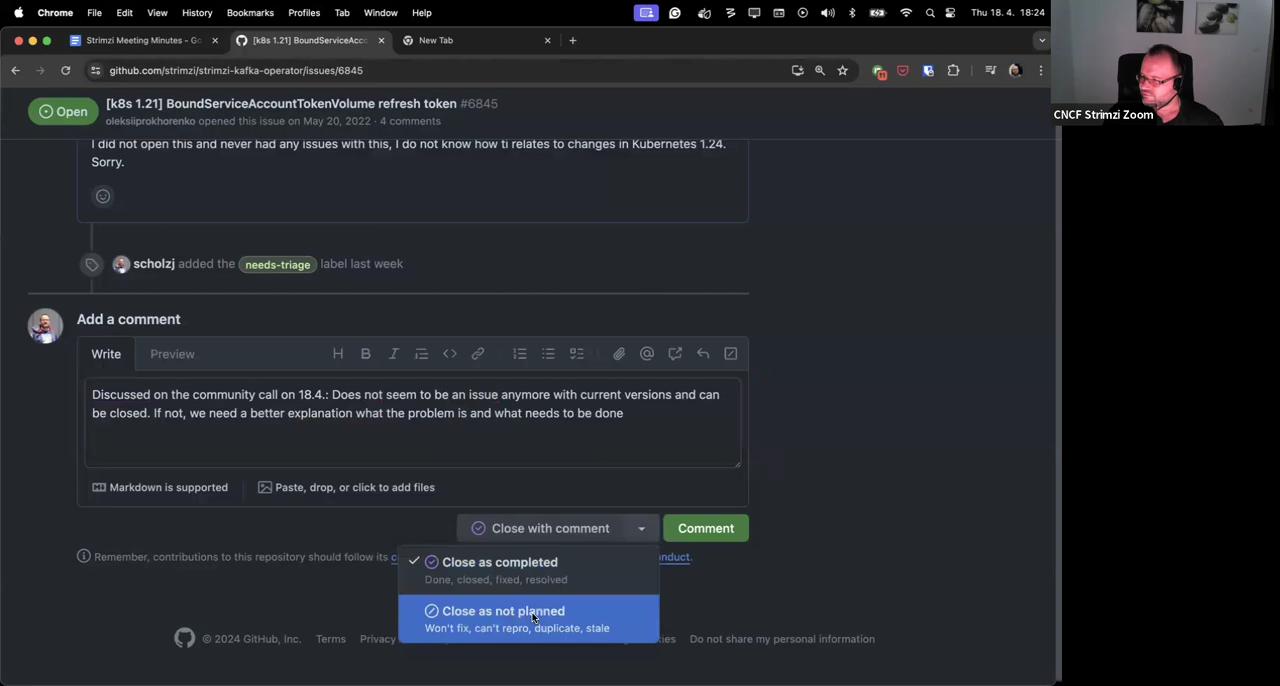 Chrome File Edit View History Bookmarks Profiles Tab Window Help Thu 18. 4. 18:24
Strimzi Meeting Minutes - Go
[k8s 1.21] BoundServiceAcco
New Tab
github.com/strimzi/strimzi-kafka-operator/issues/6845
11
CNCF Strimzi Zoom
Open
[k8s 1.21] BoundServiceAccountTokenVolume refresh token #6845
oleksiiprokhorenko opened this issue on May 20, 2022 · 4 comments
I did not open this and never had any issues with this, I do not know how ti relates to changes in Kubernetes 1.24.
Sorry.
scholzj added the needs-triage label last week
Add a comment
Write Preview
Discussed on the community call on 18.4.: Does not seem to be an issue anymore with current versions and can
be closed. If not, we need a better explanation what the problem is and what needs to be done
Markdown is supported
Paste, drop, or click to add files
Close with comment
Comment
Remember, contributions to this repository should follow its
Close as completed
Done, closed, fixed, resolved
Close as not planned
Won't fix, can't repro, duplicate, stale
© 2024 GitHub, Inc. Terms Privacy Do not share my personal information